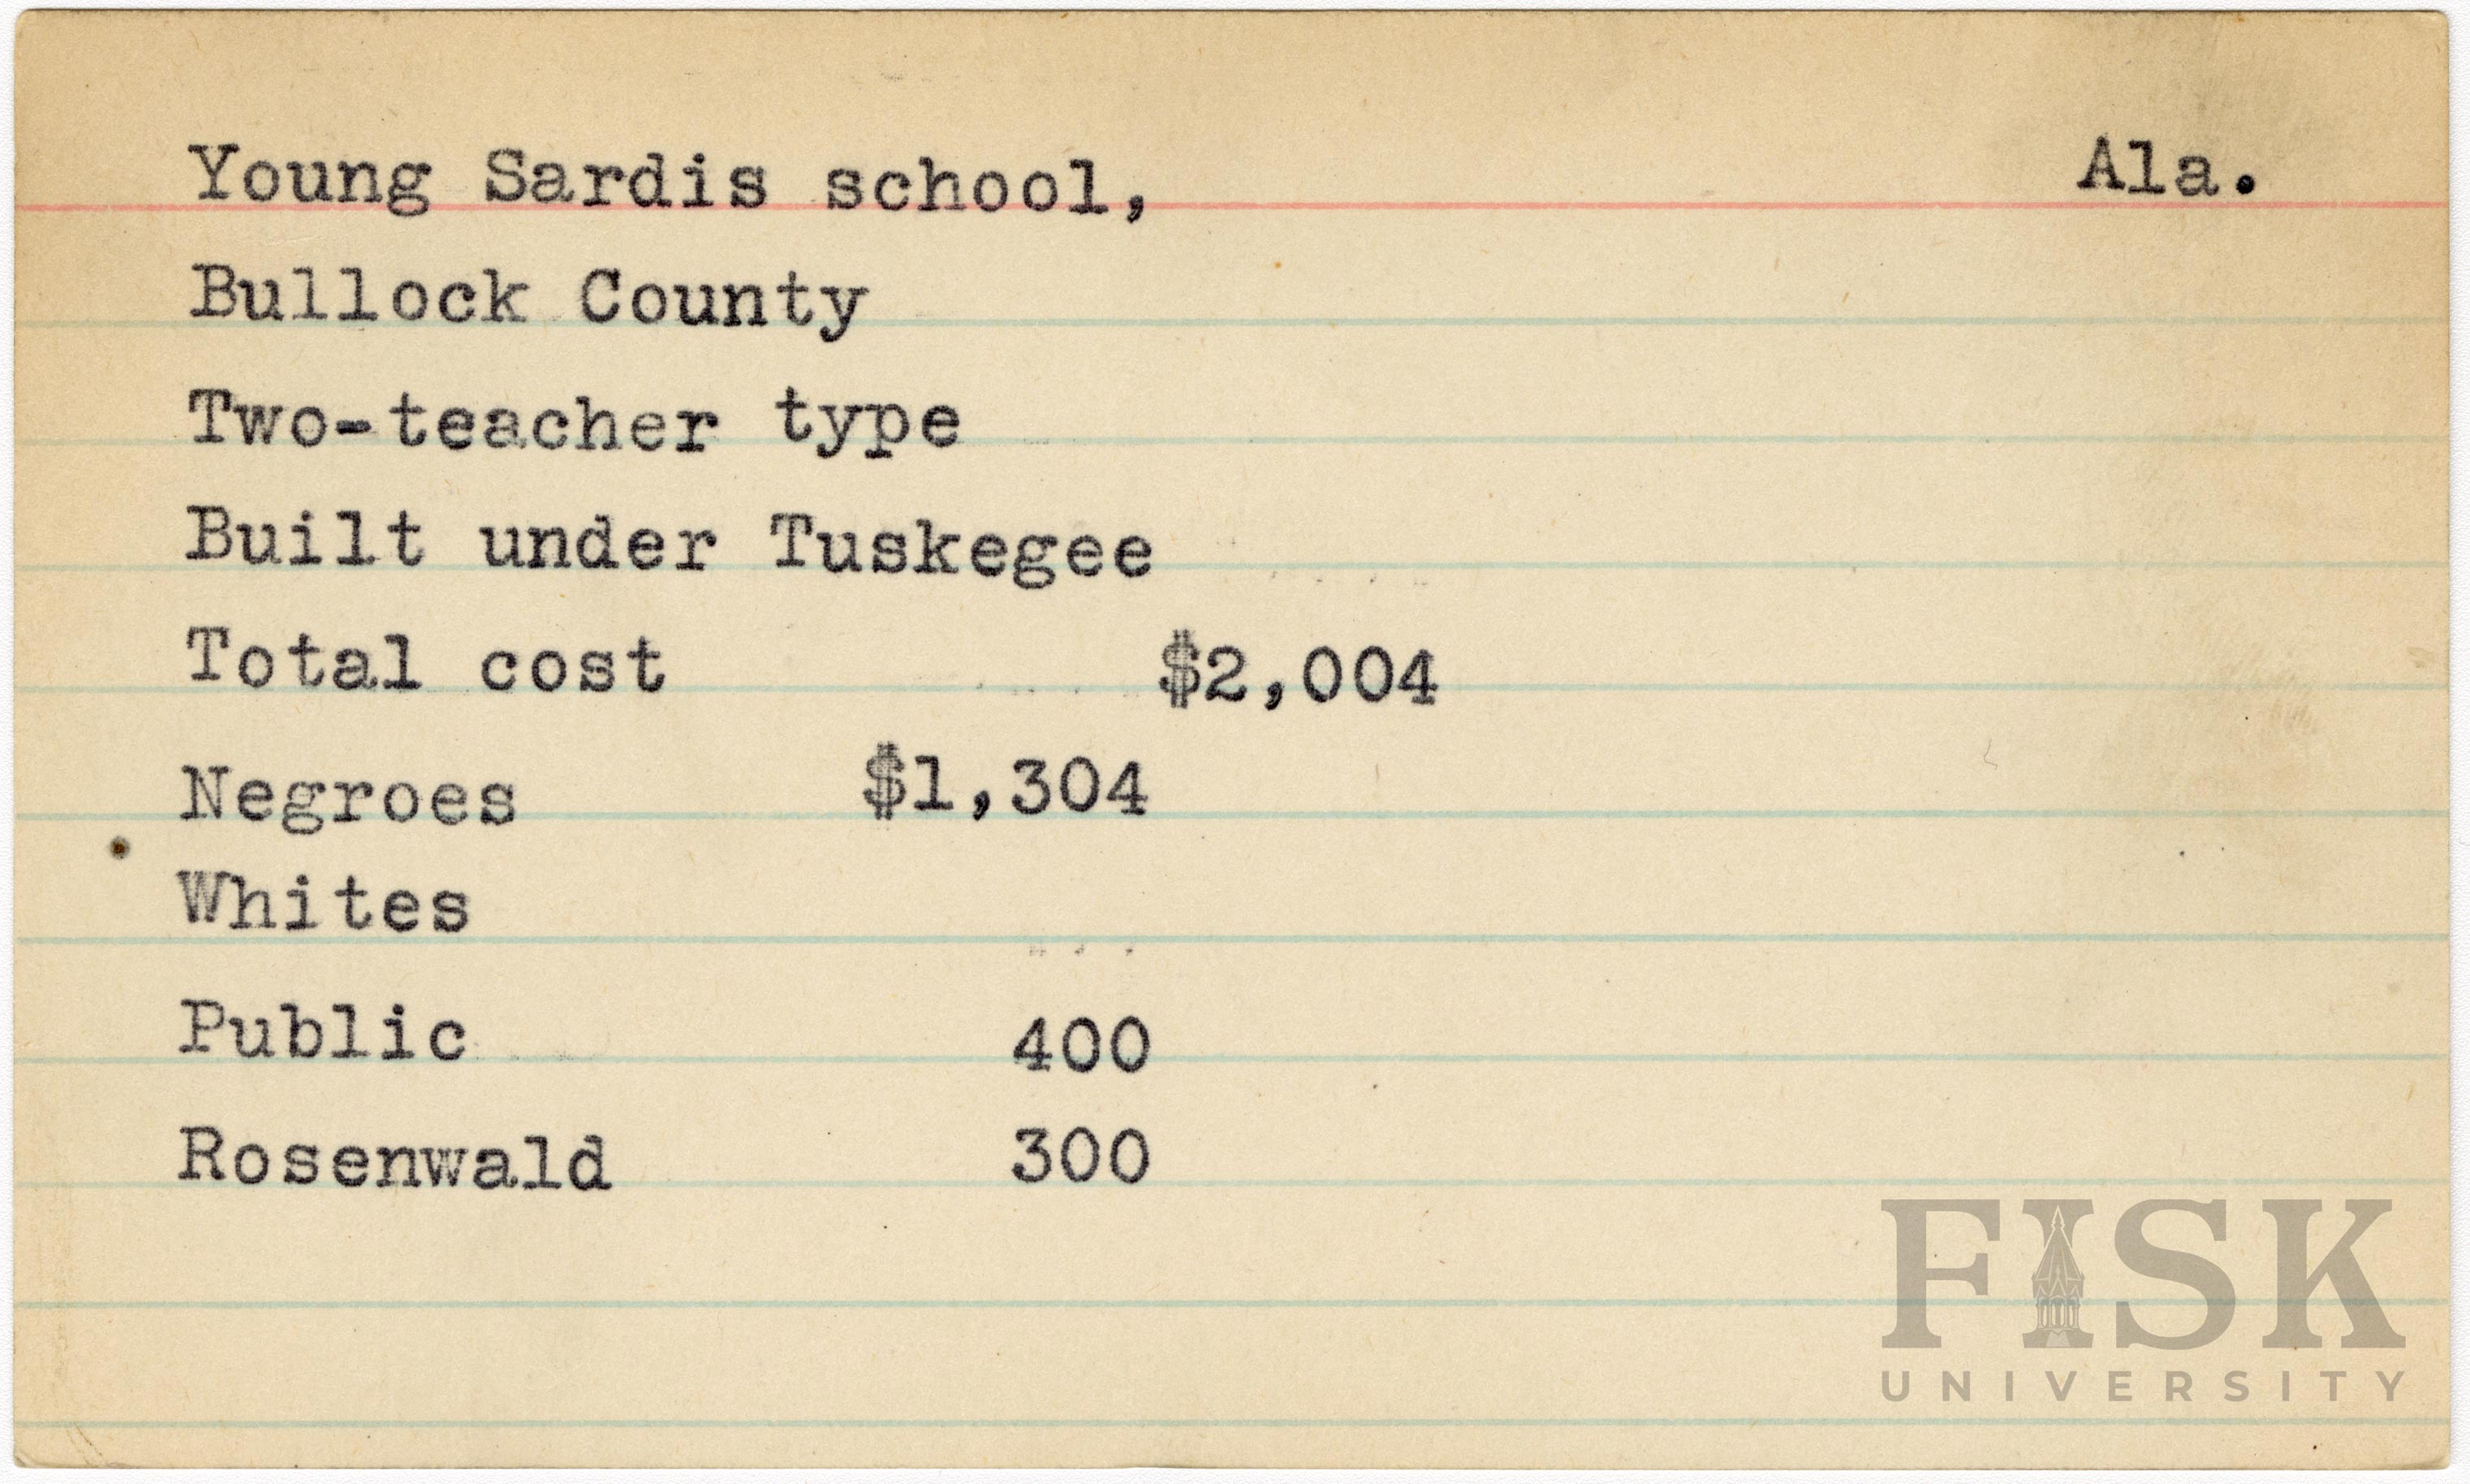 Young Sardis school, Ala.
Bullock County
Two-teacher type
Built under Tuskegee
Total cost $2,004
Negroes $1,304
Whites
Public 400
Rosenwald 300
FISK
UNIVERSITY